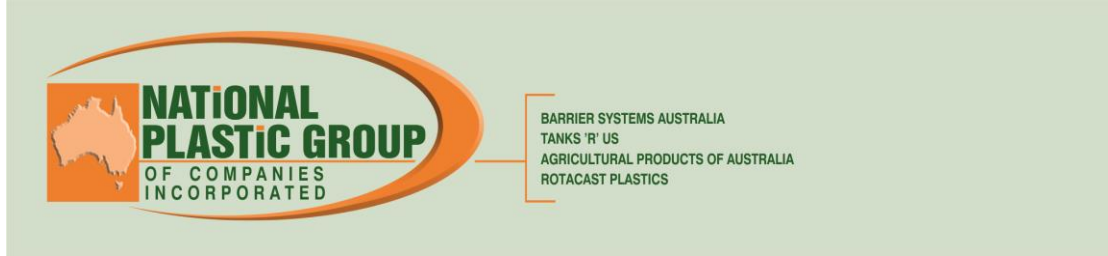 NATiONAL
PLASTiC GROUP
OF COMPANIES
INCORPORATED
BARRIER SYSTEMS AUSTRALIA
TANKS 'R' US
AGRICULTURAL PRODUCTS OF AUSTRALIA
ROTACAST PLASTICS